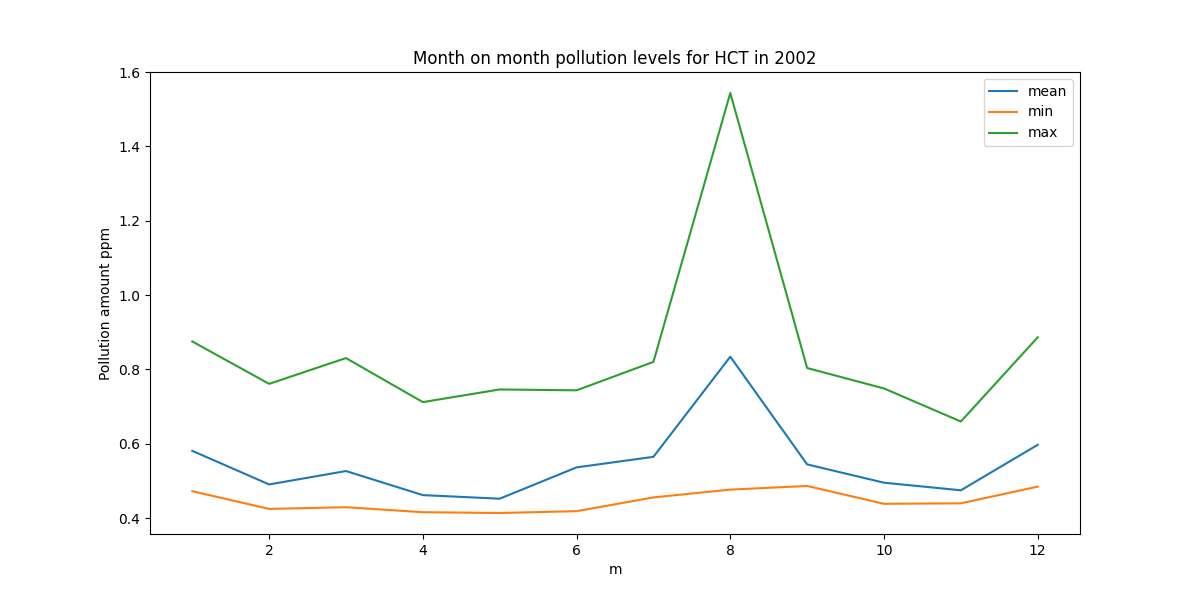 Month on month pollution levels for HCT in 2002
mean
min
max
1.6
1.4
1.2
1.0
0.8
0.6
0.4
Pollution amount ppm
2 4 6 8 10 12
m